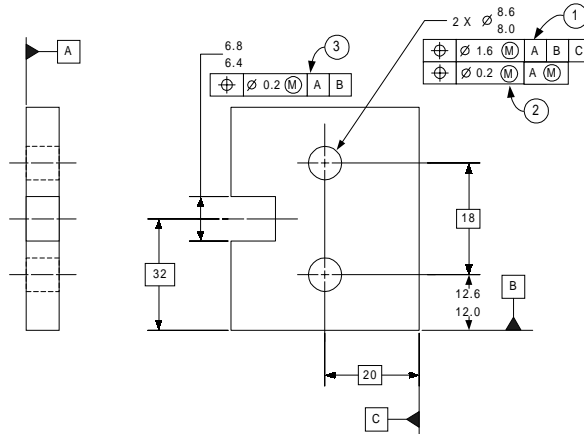 2 X ⌀ 8.6
8.0
1
⌖ ⌀ 1.6 Ⓜ A B C
⌖ ⌀ 0.2 Ⓜ A Ⓜ
2
A
6.8
6.4
3
⌖ ⌀ 0.2 Ⓜ A B
18
32
12.6
12.0
B
20
C